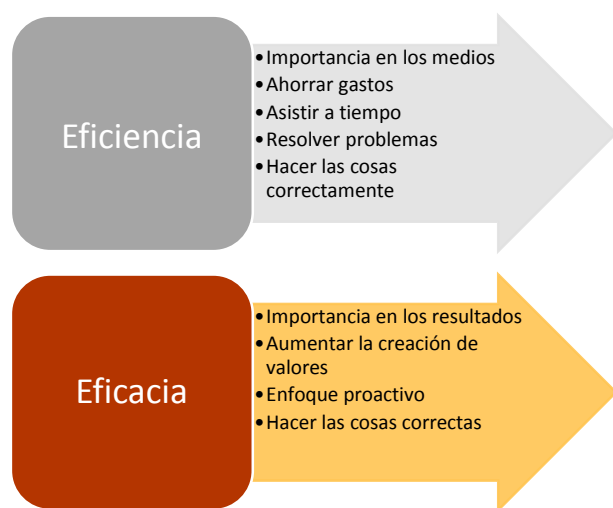 Eficiencia
•Importancia en los medios
•Ahorrar gastos
•Asistir a tiempo
•Resolver problemas
•Hacer las cosas
correctamente
Eficacia
•Importancia en los resultados
•Aumentar la creación de
valores
•Enfoque proactivo
•Hacer las cosas correctas